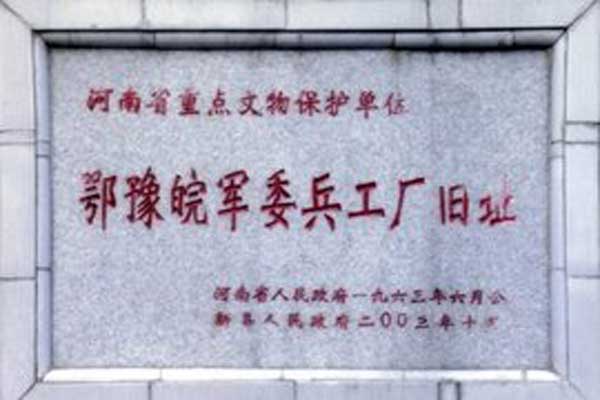 河南省重点文物保护单位
鄂豫皖军委兵工厂旧址
河南省人民政府一九六三年六月公
新县人民政府二〇〇三年十